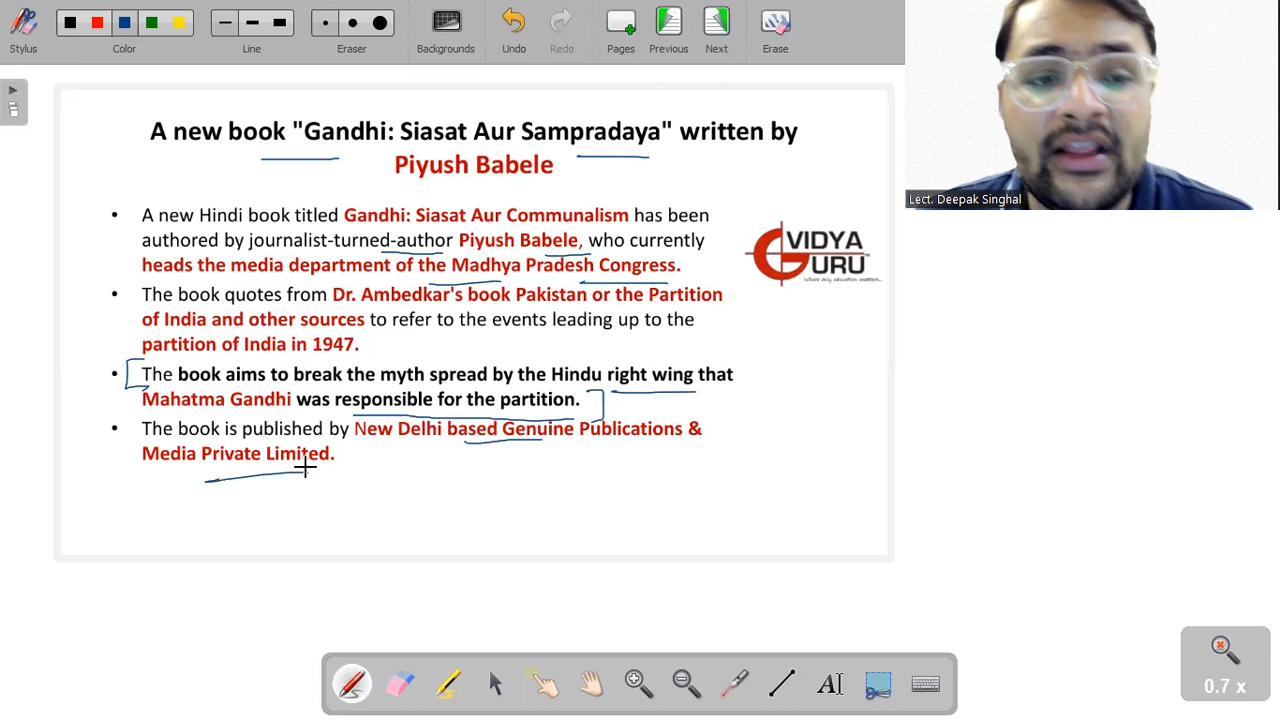 Stylus
Color
Line
Eraser
Backgrounds
Undo
Redo
Pages
Previous
Next
Erase
A new book "Gandhi: Siasat Aur Sampradaya" written by
Piyush Babele
• A new Hindi book titled Gandhi: Siasat Aur Communalism has been
authored by journalist-turned-author Piyush Babele, who currently
heads the media department of the Madhya Pradesh Congress.
• The book quotes from Dr. Ambedkar's book Pakistan or the Partition
of India and other sources to refer to the events leading up to the
partition of India in 1947.
• The book aims to break the myth spread by the Hindu right wing that
Mahatma Gandhi was responsible for the partition.
• The book is published by New Delhi based Genuine Publications &
Media Private Limited.
VIDYA
GURU
Where only education matters...
Lect. Deepak Singhal
AI
0.7 x